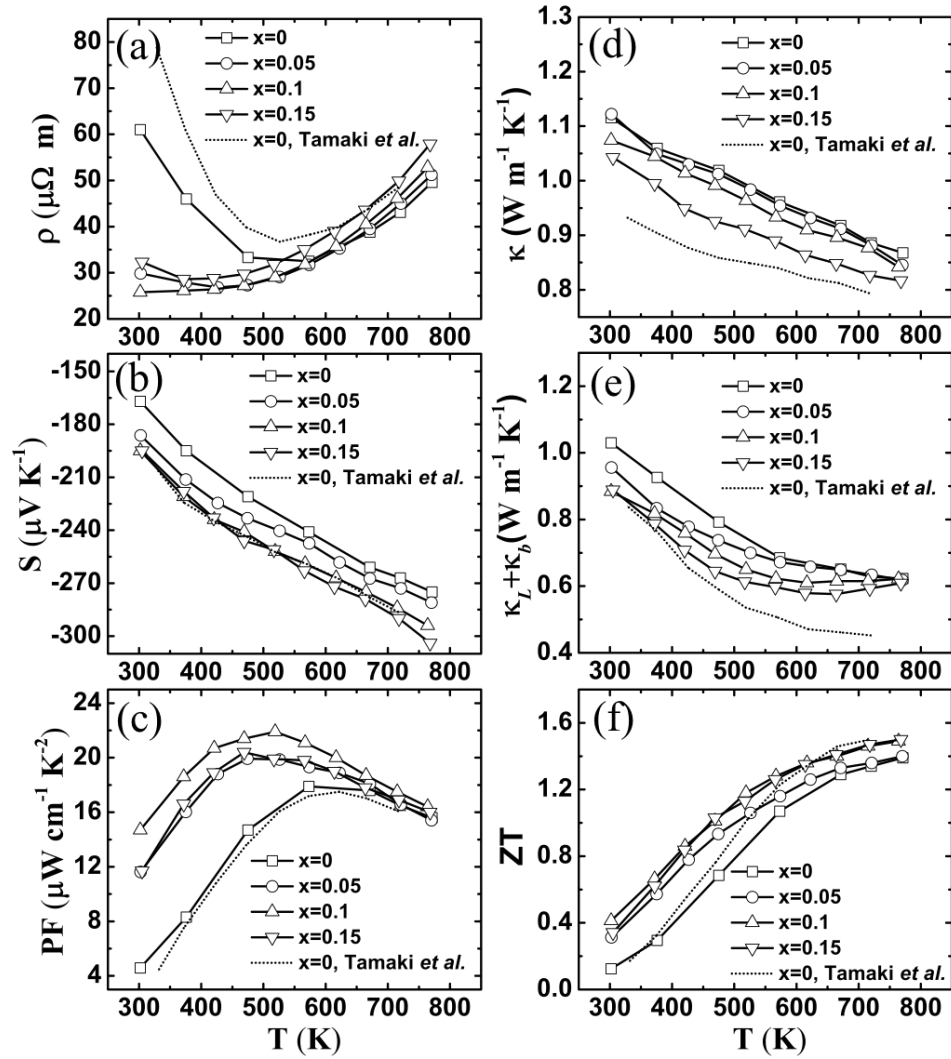 (a)
80
70
60
50
40
30
20
ρ (μΩ m)
x=0
x=0.05
x=0.1
x=0.15
x=0, Tamaki et al.
300 400 500 600 700 800
(b)
-150
-180
-210
-240
-270
-300
S (μV K-1)
x=0
x=0.05
x=0.1
x=0.15
x=0, Tamaki et al.
300 400 500 600 700 800
(c)
24
20
16
12
8
4
PF (μW cm-1 K-2)
x=0
x=0.05
x=0.1
x=0.15
x=0, Tamaki et al.
300 400 500 600 700 800
T (K)
(d)
1.3
1.2
1.1
1.0
0.9
0.8
κ (W m-1 K-1)
x=0
x=0.05
x=0.1
x=0.15
x=0, Tamaki et al.
300 400 500 600 700 800
(e)
1.2
1.0
0.8
0.6
0.4
κL+κb(W m-1 K-1)
x=0
x=0.05
x=0.1
x=0.15
x=0, Tamaki et al.
300 400 500 600 700 800
(f)
1.6
1.2
0.8
0.4
0.0
ZT
x=0
x=0.05
x=0.1
x=0.15
x=0, Tamaki et al.
300 400 500 600 700 800
T (K)